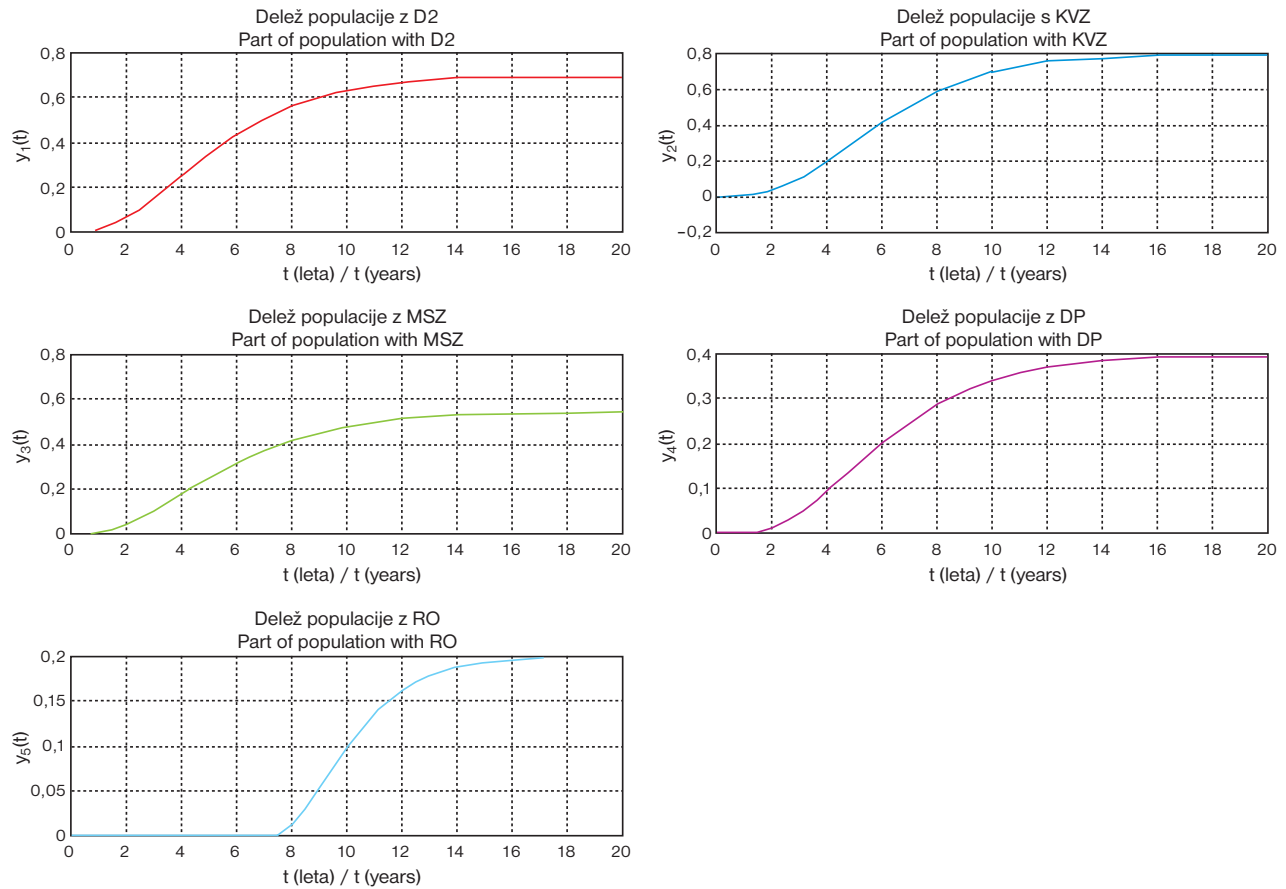 Delež populacije z D2
Part of population with D2
0,8
0,6
0,4
0,2
0
y1(t)
0 2 4 6 8 10 12 14 16 18 20
t (leta) / t (years)
Delež populacije s KVZ
Part of population with KVZ
0,8
0,6
0,4
0,2
0
–0,2
y2(t)
0 2 4 6 8 10 12 14 16 18 20
t (leta) / t (years)
Delež populacije z MSZ
Part of population with MSZ
0,8
0,6
0,4
0,2
0
y3(t)
0 2 4 6 8 10 12 14 16 18 20
t (leta) / t (years)
Delež populacije z DP
Part of population with DP
0,4
0,3
0,2
0,1
0
y4(t)
0 2 4 6 8 10 12 14 16 18 20
t (leta) / t (years)
Delež populacije z RO
Part of population with RO
0,2
0,15
0,1
0,05
0
y5(t)
0 2 4 6 8 10 12 14 16 18 20
t (leta) / t (years)